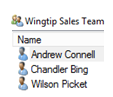 Wingtip Sales Team
Name
Andrew Connell
Chandler Bing
Wilson Picket